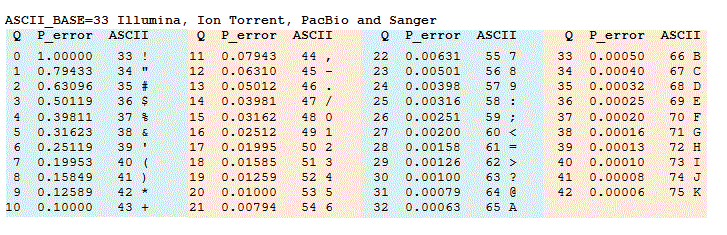 ASCII_BASE=33 Illumina, Ion Torrent, PacBio and Sanger
Q P_error ASCII Q P_error ASCII Q P_error ASCII Q P_error ASCII
0 1.00000 33 ! 11 0.07943 44 , 22 0.00631 55 7 33 0.00050 66 B
1 0.79433 34 " 12 0.06310 45 - 23 0.00501 56 8 34 0.00040 67 C
2 0.63096 35 # 13 0.05012 46 . 24 0.00398 57 9 35 0.00032 68 D
3 0.50119 36 $ 14 0.03981 47 / 25 0.00316 58 : 36 0.00025 69 E
4 0.39811 37 % 15 0.03162 48 0 26 0.00251 59 ; 37 0.00020 70 F
5 0.31623 38 & 16 0.02512 49 1 27 0.00200 60 < 38 0.00016 71 G
6 0.25119 39 ' 17 0.01995 50 2 28 0.00158 61 = 39 0.00013 72 H
7 0.19953 40 ( 18 0.01585 51 3 29 0.00126 62 > 40 0.00010 73 I
8 0.15849 41 ) 19 0.01259 52 4 30 0.00100 63 ? 41 0.00008 74 J
9 0.12589 42 * 20 0.01000 53 5 31 0.00079 64 @ 42 0.00006 75 K
10 0.10000 43 + 21 0.00794 54 6 32 0.00063 65 A